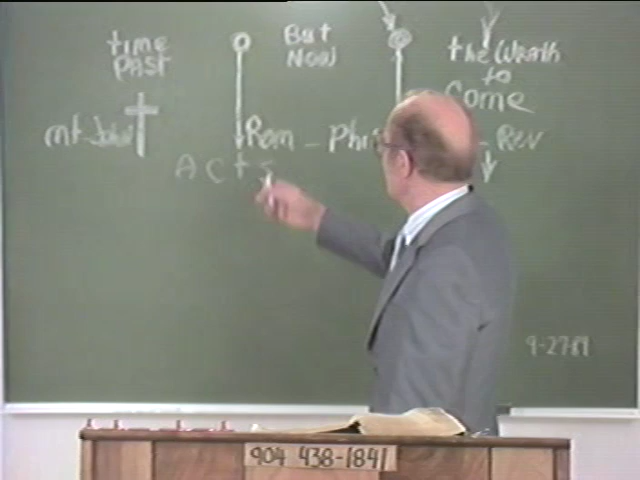 time
Past
But
Now
the Wrath
to
Come
Mt-John
Rom -
- Rev
Acts
9-27-89
904 438-1841